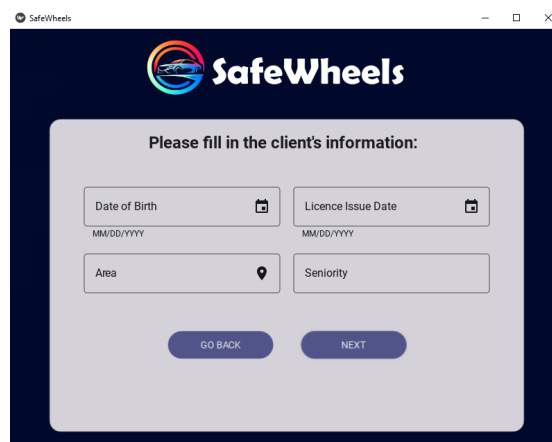 SafeWheels
SafeWheels
Please fill in the client's information:
Date of Birth
Licence Issue Date
MM/DD/YYYY
MM/DD/YYYY
Area
Seniority
GO BACK
NEXT